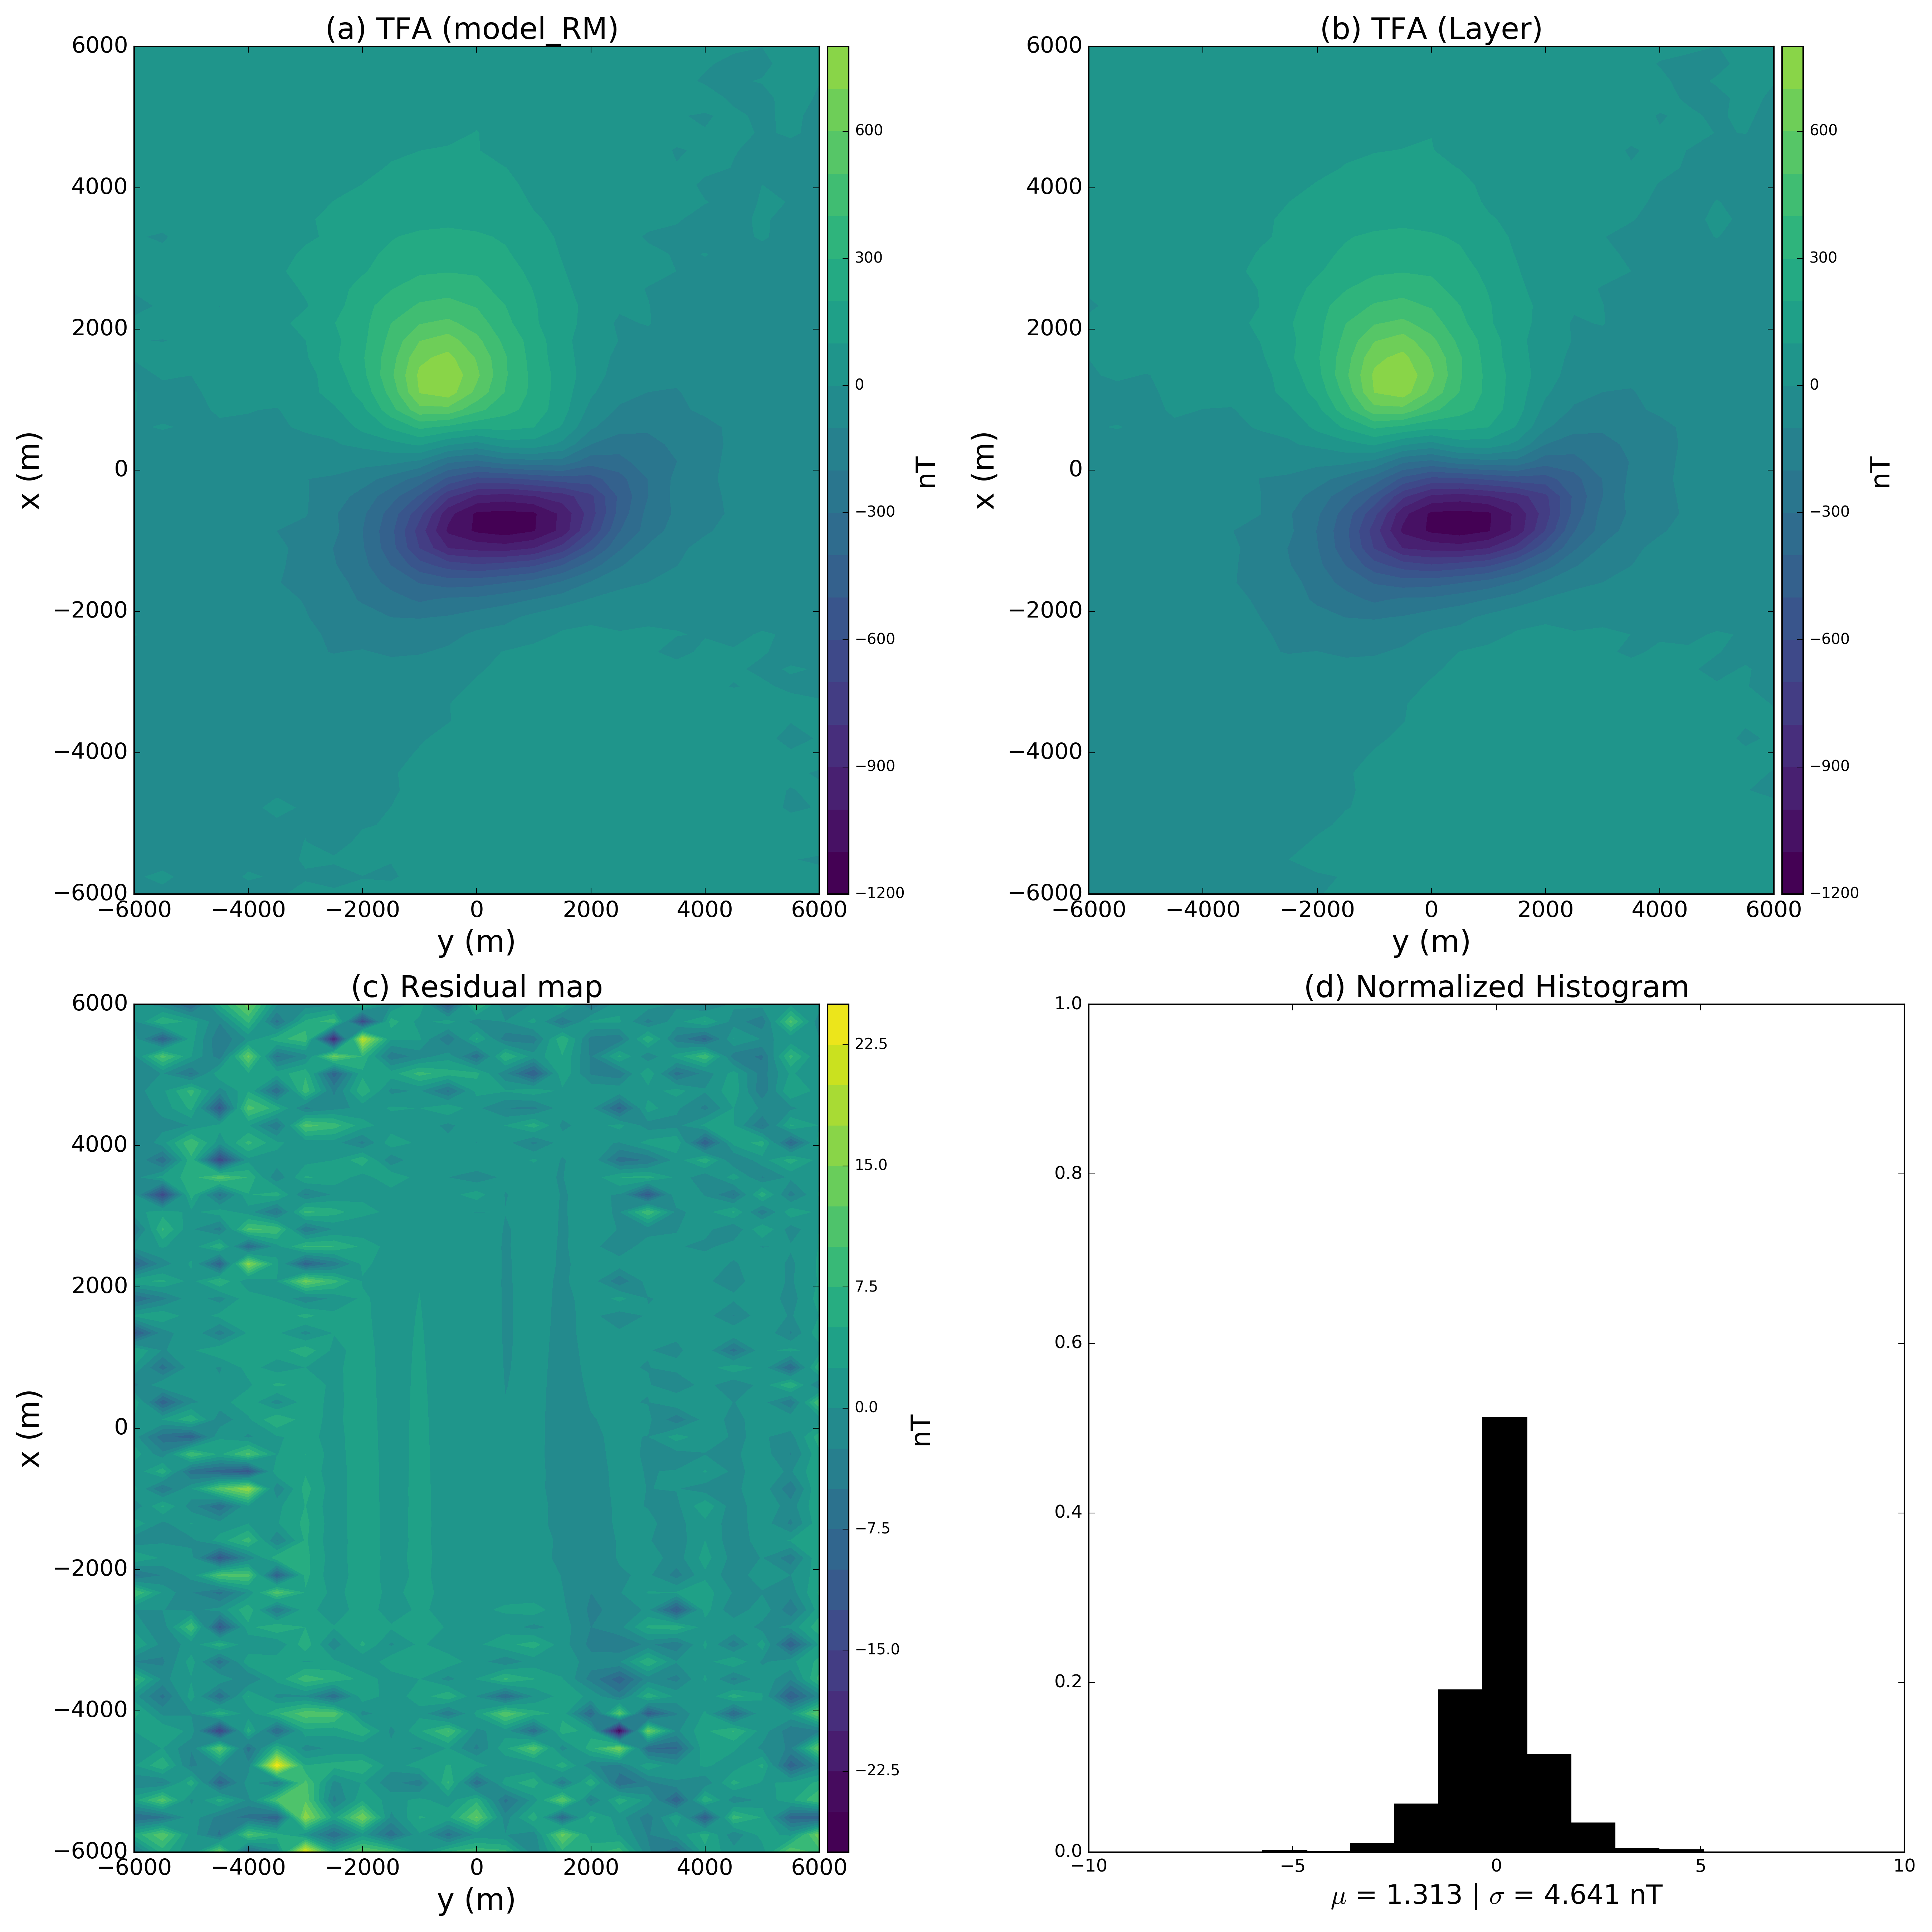 (a) TFA (model_RM)
6000
4000
2000
0
−2000
−4000
−6000
x (m)
−6000 −4000 −2000 0 2000 4000 6000
y (m)
600
300
0
−300
−600
−900
−1200
nT
(b) TFA (Layer)
6000
4000
2000
0
−2000
−4000
−6000
x (m)
−6000 −4000 −2000 0 2000 4000 6000
y (m)
600
300
0
−300
−600
−900
−1200
nT
(c) Residual map
6000
4000
2000
0
−2000
−4000
−6000
x (m)
−6000 −4000 −2000 0 2000 4000 6000
y (m)
22.5
15.0
7.5
0.0
−7.5
−15.0
−22.5
nT
(d) Normalized Histogram
1.0
0.8
0.6
0.4
0.2
0.0
−10 −5 0 5 10
μ = 1.313 | σ = 4.641 nT